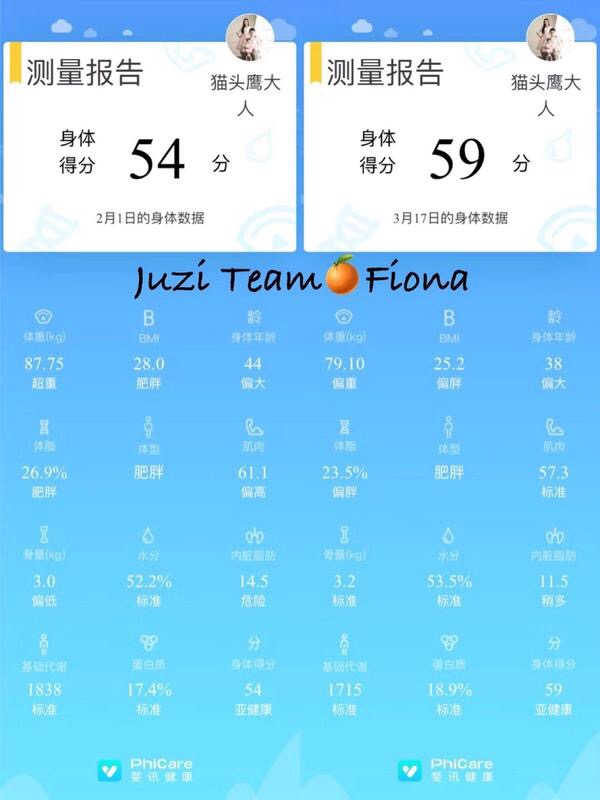 测量报告
猫头鹰大
人
身体
得分
54
分
2月1日的身体数据
测量报告
猫头鹰大
人
身体
得分
59
分
3月17日的身体数据
Juzi Team🍊Fiona
体重(kg) BMI 身体年龄 体重(kg) BMI 身体年龄
87.75 28.0 44 79.10 25.2 38
超重 肥胖 偏大 偏重 偏胖 偏大
体脂 体型 肌肉 体脂 体型 肌肉
26.9% 肥胖 61.1 23.5% 肥胖 57.3
肥胖 偏高 偏胖 标准
骨量(kg) 水分 内脏脂肪 骨量(kg) 水分 内脏脂肪
3.0 52.2% 14.5 3.2 53.5% 11.5
偏低 标准 危险 标准 标准 稍多
分 分
基础代谢 蛋白质 身体得分 基础代谢 蛋白质 身体得分
1838 17.4% 54 1715 18.9% 59
标准 标准 亚健康 标准 标准 亚健康
PhiCare PhiCare
斐讯健康 斐讯健康